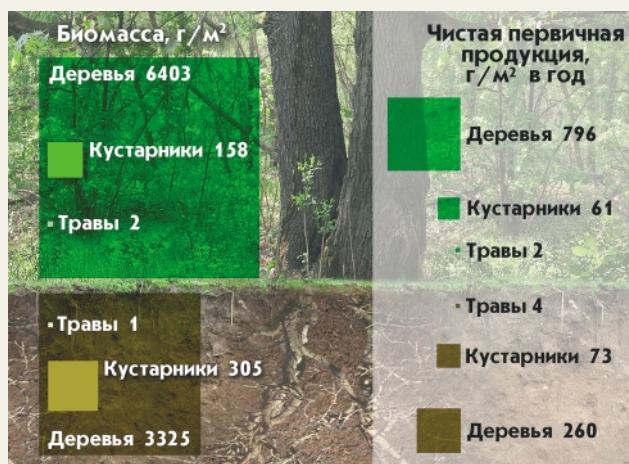 Биомасса, г/м²
Деревья 6403
Кустарники 158
Травы 2
Травы 1
Кустарники 305
Деревья 3325
Чистая первичная
продукция,
г/м² в год
Деревья 796
Кустарники 61
Травы 2
Травы 4
Кустарники 73
Деревья 260